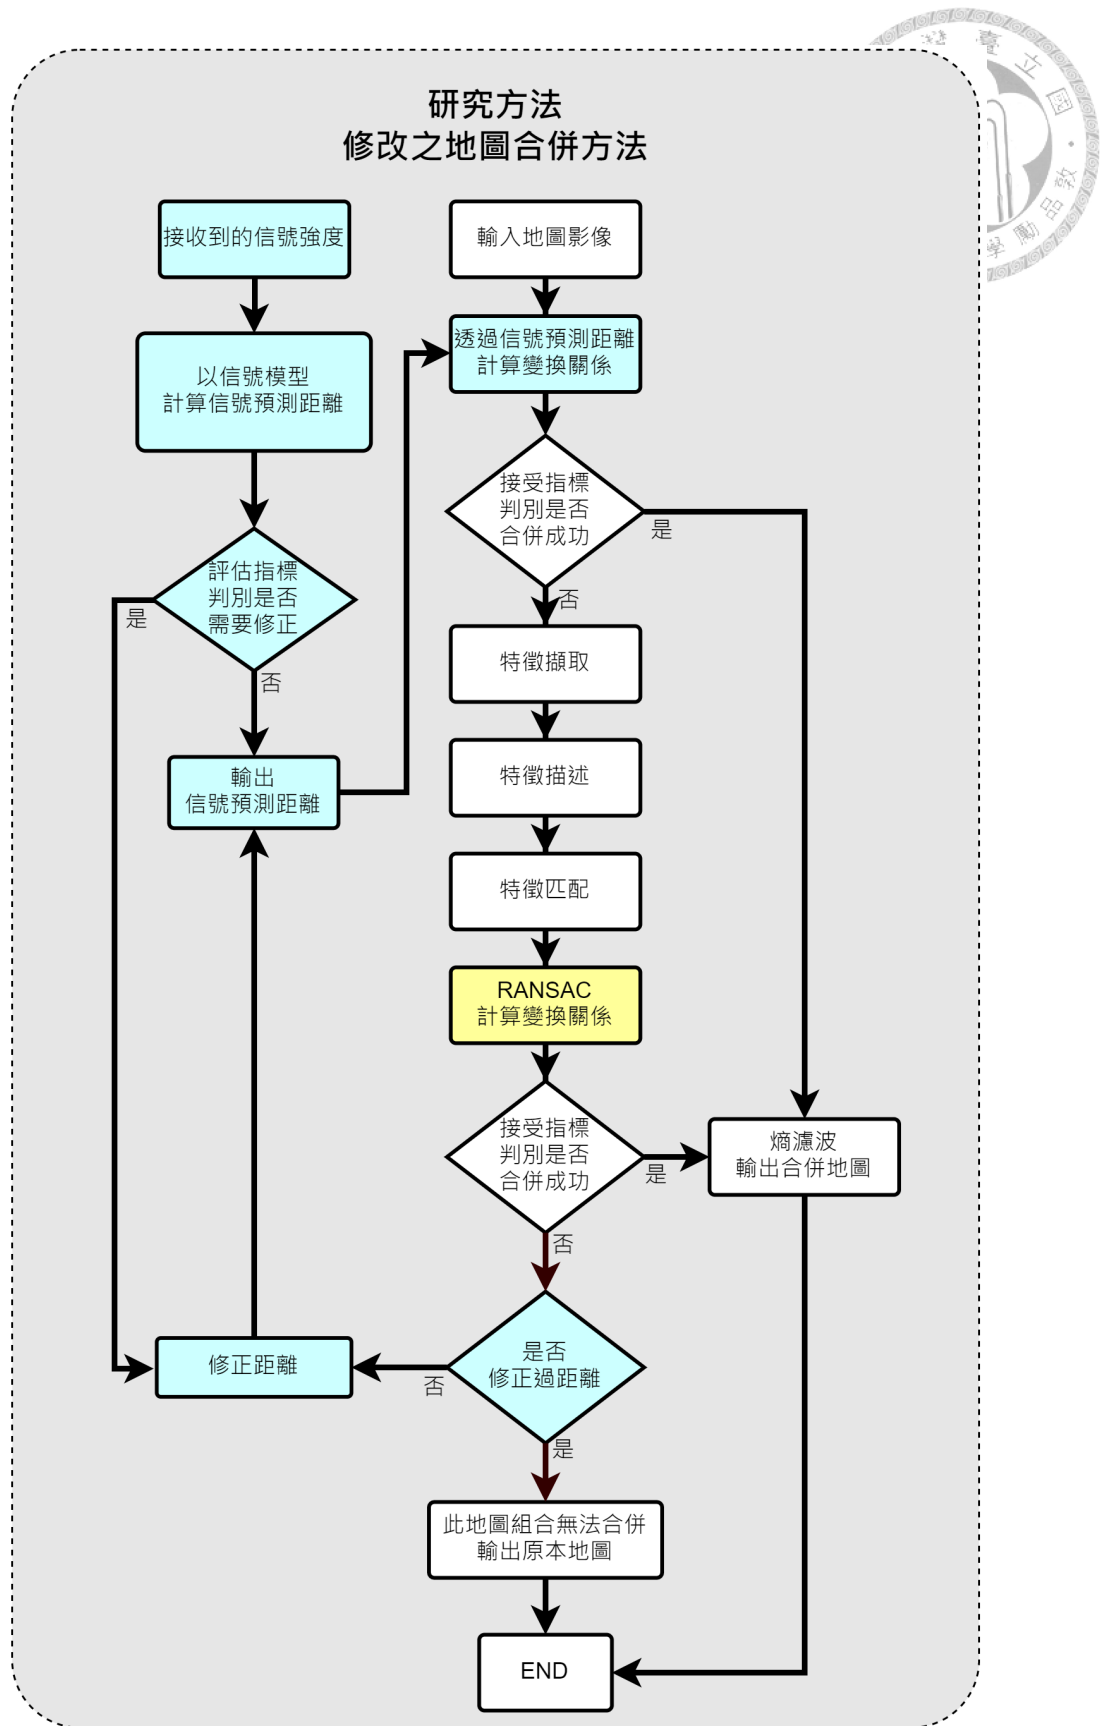 研究方法
修改之地圖合併方法
接收到的信號強度
以信號模型
計算信號預測距離
評估指標
判別是否
需要修正
是
否
輸出
信號預測距離
修正距離
輸入地圖影像
透過信號預測距離
計算變換關係
接受指標
判別是否
合併成功
是
否
特徵擷取
特徵描述
特徵匹配
RANSAC
計算變換關係
接受指標
判別是否
合併成功
是
否
熵濾波
輸出合併地圖
是否
修正過距離
否
是
此地圖組合無法合併
輸出原本地圖
END
臺立國
敦品勵學